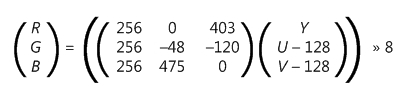 R 256 0 403 Y
G = 256 –48 –120 U – 128 » 8
B 256 475 0 V – 128